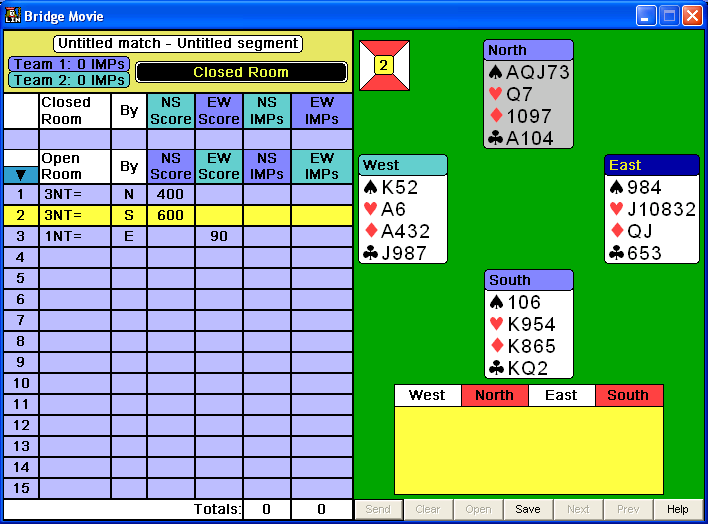 Bridge Movie
Untitled match - Untitled segment
Team 1: 0 IMPs
Team 2: 0 IMPs
Closed Room
Closed Room By NS Score EW Score NS IMPs EW IMPs
Open Room By NS Score EW Score NS IMPs EW IMPs
1 3NT= N 400
2 3NT= S 600
3 1NT= E 90
4
5
6
7
8
9
10
11
12
13
14
15
Totals: 0 0
2
North
♠AQJ73
♥Q7
♦1097
♣A104
West
♠K52
♥A6
♦A432
♣J987
East
♠984
♥J10832
♦QJ
♣653
South
♠106
♥K954
♦K865
♣KQ2
West North East South
Send Clear Open Save Next Prev Help